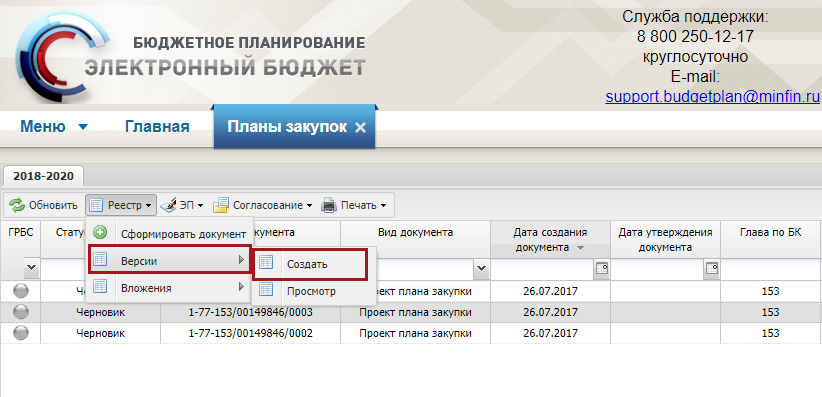 БЮДЖЕТНОЕ ПЛАНИРОВАНИЕ
ЭЛЕКТРОННЫЙ БЮДЖЕТ
Служба поддержки:
8 800 250-12-17
круглосуточно
E-mail:
support.budgetplan@minfin.ru
Меню Главная Планы закупок
2018-2020
Обновить Реестр ЭП Согласование Печать
ГРБС Стату документа Вид документа Дата создания документа Дата утверждения документа Глава по БК
Сформировать документ
Версии
Вложения
Создать
Просмотр
Че Проект плана закупки 26.07.2017 153
Черновик 1-77-153/00149846/0003 Проект плана закупки 26.07.2017 153
Черновик 1-77-153/00149846/0002 Проект плана закупки 26.07.2017 153